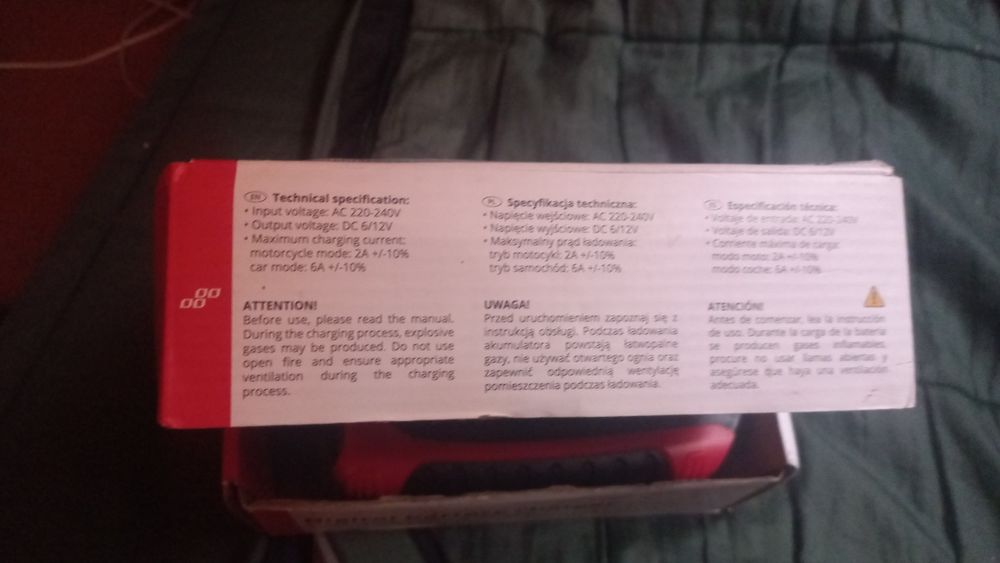 EN Technical specification:
• Input voltage: AC 220-240V
• Output voltage: DC 6/12V
• Maximum charging current:
motorcycle mode: 2A +/-10%
car mode: 6A +/-10%
ATTENTION!
Before use, please read the manual.
During the charging process, explosive
gases may be produced. Do not use
open fire and ensure appropriate
ventilation during the charging
process.
PL Specyfikacja techniczna:
• Napięcie wejściowe: AC 220-240V
• Napięcie wyjściowe: DC 6/12V
• Maksymalny prąd ładowania:
tryb motocykl: 2A +/-10%
tryb samochód: 6A +/-10%
UWAGA!
Przed uruchomieniem zapoznaj się z
instrukcją obsługi. Podczas ładowania
akumulatora powstają łatwopalne
gazy, nie używać otwartego ognia oraz
zapewnić odpowiednią wentylację
pomieszczenia podczas ładowania.
Especificación técnica:
• Voltaje de entrada: AC 220-240V
• Voltaje de salida: DC 6/12V
• Corriente máxima de carga:
modo moto: 2A +/-10%
modo coche: 6A +/-10%
ATENCIÓN!
Antes de comenzar, lea la instrucción
de uso. Durante la carga de la batería
se producen gases inflamables,
procure no usar llamas abiertas y
asegúrese que haya una ventilación
adecuada.